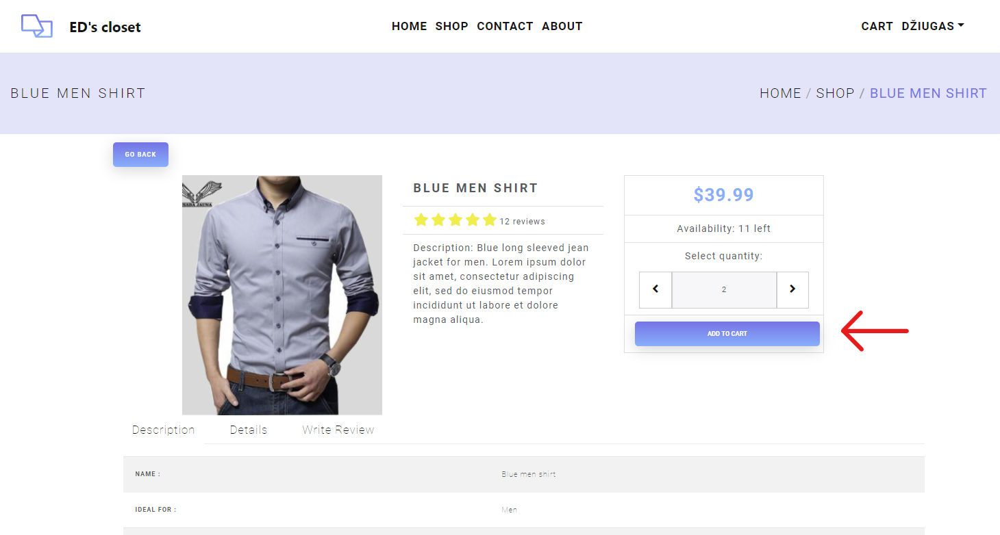 ED's closet
HOME SHOP CONTACT ABOUT
CART DŽIUGAS
BLUE MEN SHIRT
HOME / SHOP / BLUE MEN SHIRT
GO BACK
SADA JAUNA
BLUE MEN SHIRT
12 reviews
Description: Blue long sleeved jean
jacket for men. Lorem ipsum dolor
sit amet, consectetur adipiscing
elit, sed do eiusmod tempor
incididunt ut labore et dolore
magna aliqua.
$39.99
Availability: 11 left
Select quantity:
2
ADD TO CART
Description Details Write Review
NAME : Blue men shirt
IDEAL FOR : Men